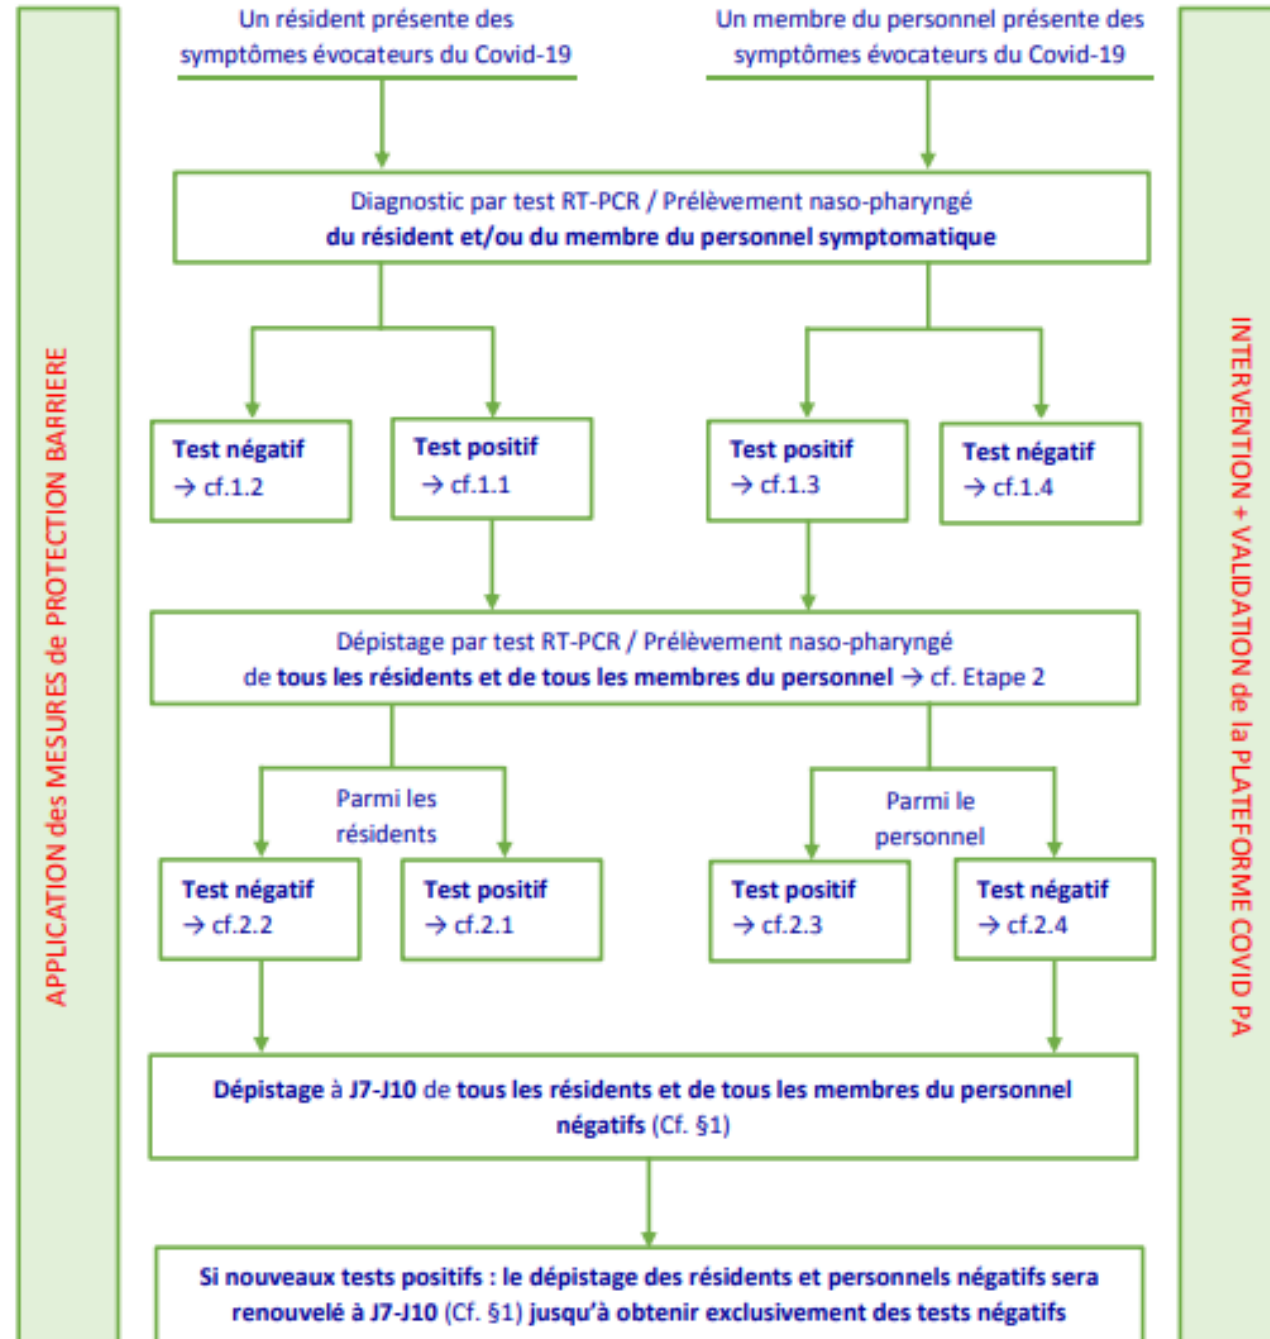 Un résident présente des
symptômes évocateurs du Covid-19
Un membre du personnel présente des
symptômes évocateurs du Covid-19
Diagnostic par test RT-PCR / Prélèvement naso-pharyngé
du résident et/ou du membre du personnel symptomatique
Test négatif
→ cf.1.2
Test positif
→ cf.1.1
Test positif
→ cf.1.3
Test négatif
→ cf.1.4
Dépistage par test RT-PCR / Prélèvement naso-pharyngé
de tous les résidents et de tous les membres du personnel → cf. Etape 2
Parmi les
résidents
Parmi le
personnel
Test négatif
→ cf.2.2
Test positif
→ cf.2.1
Test positif
→ cf.2.3
Test négatif
→ cf.2.4
Dépistage à J7-J10 de tous les résidents et de tous les membres du personnel
négatifs (Cf. §1)
Si nouveaux tests positifs : le dépistage des résidents et personnels négatifs sera
renouvelé à J7-J10 (Cf. §1) jusqu'à obtenir exclusivement des tests négatifs
APPLICATION des MESURES de PROTECTION BARRIERE
INTERVENTION + VALIDATION de la PLATEFORME COVID PA